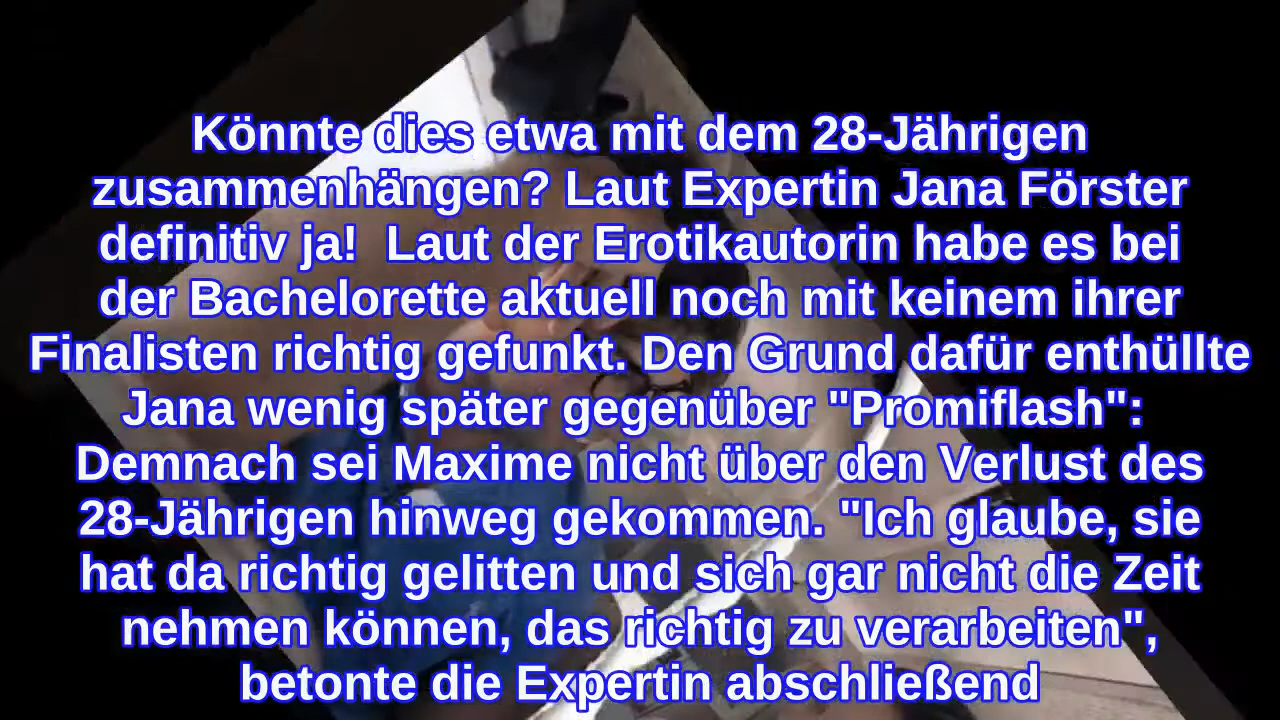 Könnte dies etwa mit dem 28-Jährigen
zusammenhängen? Laut Expertin Jana Förster
definitiv ja!  Laut der Erotikautorin habe es bei
der Bachelorette aktuell noch mit keinem ihrer
Finalisten richtig gefunkt. Den Grund dafür enthüllte
Jana wenig später gegenüber "Promiflash":
Demnach sei Maxime nicht über den Verlust des
28-Jährigen hinweg gekommen. "Ich glaube, sie
hat da richtig gelitten und sich gar nicht die Zeit
nehmen können, das richtig zu verarbeiten",
betonte die Expertin abschließend